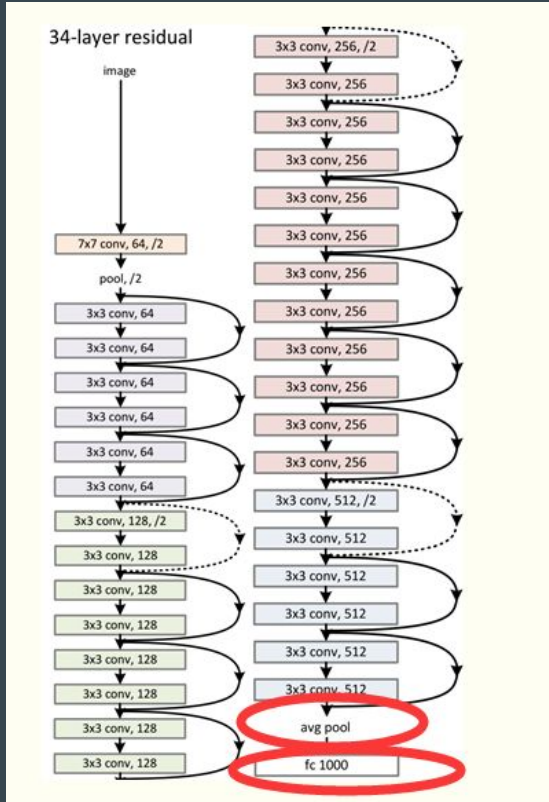 34-layer residual
image
7x7 conv, 64, /2
pool, /2
3x3 conv, 64
3x3 conv, 64
3x3 conv, 64
3x3 conv, 64
3x3 conv, 64
3x3 conv, 64
3x3 conv, 128, /2
3x3 conv, 128
3x3 conv, 128
3x3 conv, 128
3x3 conv, 128
3x3 conv, 128
3x3 conv, 128
3x3 conv, 128
3x3 conv, 256, /2
3x3 conv, 256
3x3 conv, 256
3x3 conv, 256
3x3 conv, 256
3x3 conv, 256
3x3 conv, 256
3x3 conv, 256
3x3 conv, 256
3x3 conv, 256
3x3 conv, 256
3x3 conv, 256
3x3 conv, 512, /2
3x3 conv, 512
3x3 conv, 512
3x3 conv, 512
3x3 conv, 512
3x3 conv, 512
avg pool
fc 1000